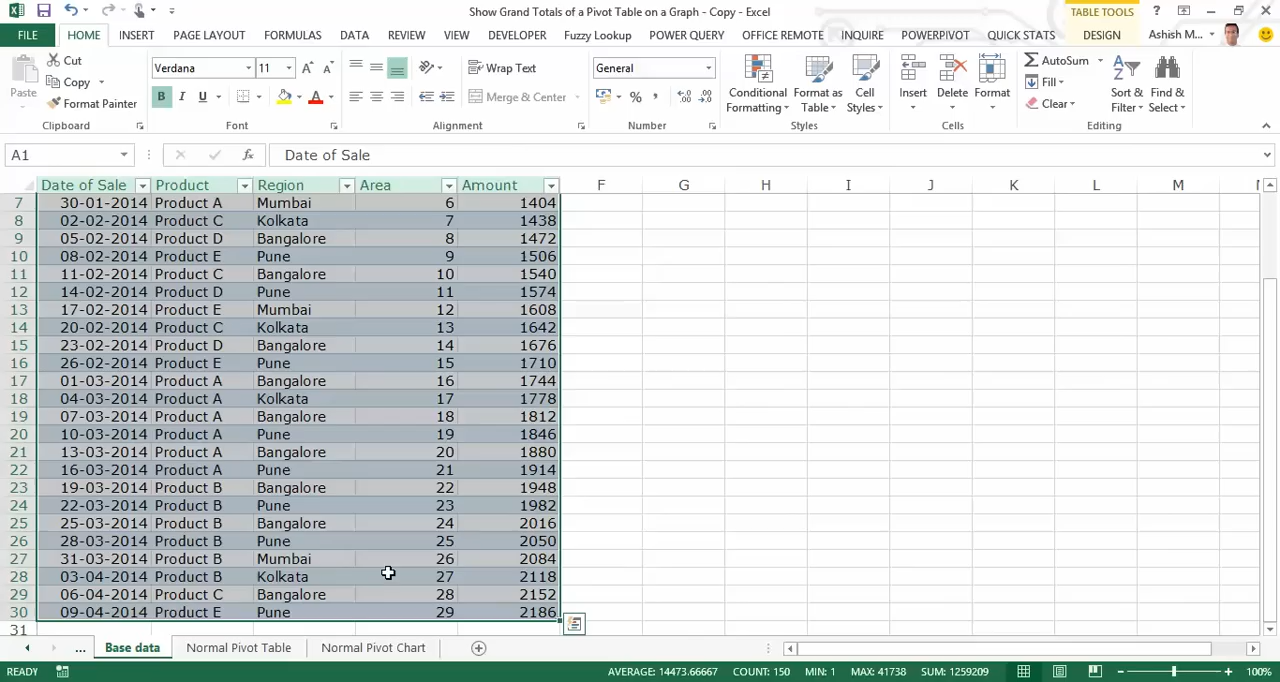 Show Grand Totals of a Pivot Table on a Graph - Copy - Excel
TABLE TOOLS
FILE HOME INSERT PAGE LAYOUT FORMULAS DATA REVIEW VIEW DEVELOPER Fuzzy Lookup POWER QUERY OFFICE REMOTE INQUIRE POWERPIVOT QUICK STATS DESIGN Ashish M...
Paste Cut Copy Format Painter
Verdana 11
B I U A
Wrap Text
Merge & Center
General
% ,
Conditional Formatting
Format as Table
Cell Styles
Insert Delete Format
AutoSum Fill Clear
Sort & Filter
Find & Select
Clipboard Font Alignment Number Styles Cells Editing
A1 fx Date of Sale
Date of Sale Product Region Area Amount F G H I J K L M
7 30-01-2014 Product A Mumbai 6 1404
8 02-02-2014 Product C Kolkata 7 1438
9 05-02-2014 Product D Bangalore 8 1472
10 08-02-2014 Product E Pune 9 1506
11 11-02-2014 Product C Bangalore 10 1540
12 14-02-2014 Product D Pune 11 1574
13 17-02-2014 Product E Mumbai 12 1608
14 20-02-2014 Product C Kolkata 13 1642
15 23-02-2014 Product D Bangalore 14 1676
16 26-02-2014 Product E Pune 15 1710
17 01-03-2014 Product A Bangalore 16 1744
18 04-03-2014 Product A Kolkata 17 1778
19 07-03-2014 Product A Bangalore 18 1812
20 10-03-2014 Product A Pune 19 1846
21 13-03-2014 Product A Bangalore 20 1880
22 16-03-2014 Product A Pune 21 1914
23 19-03-2014 Product B Bangalore 22 1948
24 22-03-2014 Product B Pune 23 1982
25 25-03-2014 Product B Bangalore 24 2016
26 28-03-2014 Product B Pune 25 2050
27 31-03-2014 Product B Mumbai 26 2084
28 03-04-2014 Product B Kolkata 27 2118
29 06-04-2014 Product C Bangalore 28 2152
30 09-04-2014 Product E Pune 29 2186
31
... Base data Normal Pivot Table Normal Pivot Chart
READY AVERAGE: 14473.66667 COUNT: 150 MIN: 1 MAX: 41738 SUM: 1259209 100%